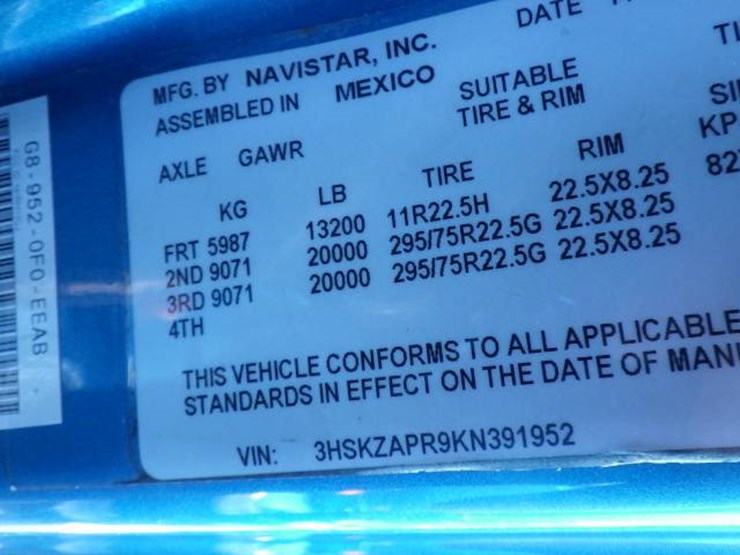 DATE
MFG. BY NAVISTAR, INC.
ASSEMBLED IN MEXICO
SUITABLE
TIRE & RIM
AXLE GAWR
TIRE RIM
KG LB
FRT 5987 13200 11R22.5H 22.5X8.25
2ND 9071 20000 295/75R22.5G 22.5X8.25
3RD 9071 20000 295/75R22.5G 22.5X8.25
4TH
KP
82
THIS VEHICLE CONFORMS TO ALL APPLICABLE
STANDARDS IN EFFECT ON THE DATE OF MAN
VIN: 3HSKZAPR9KN391952
G8-952-0F0-EEAB